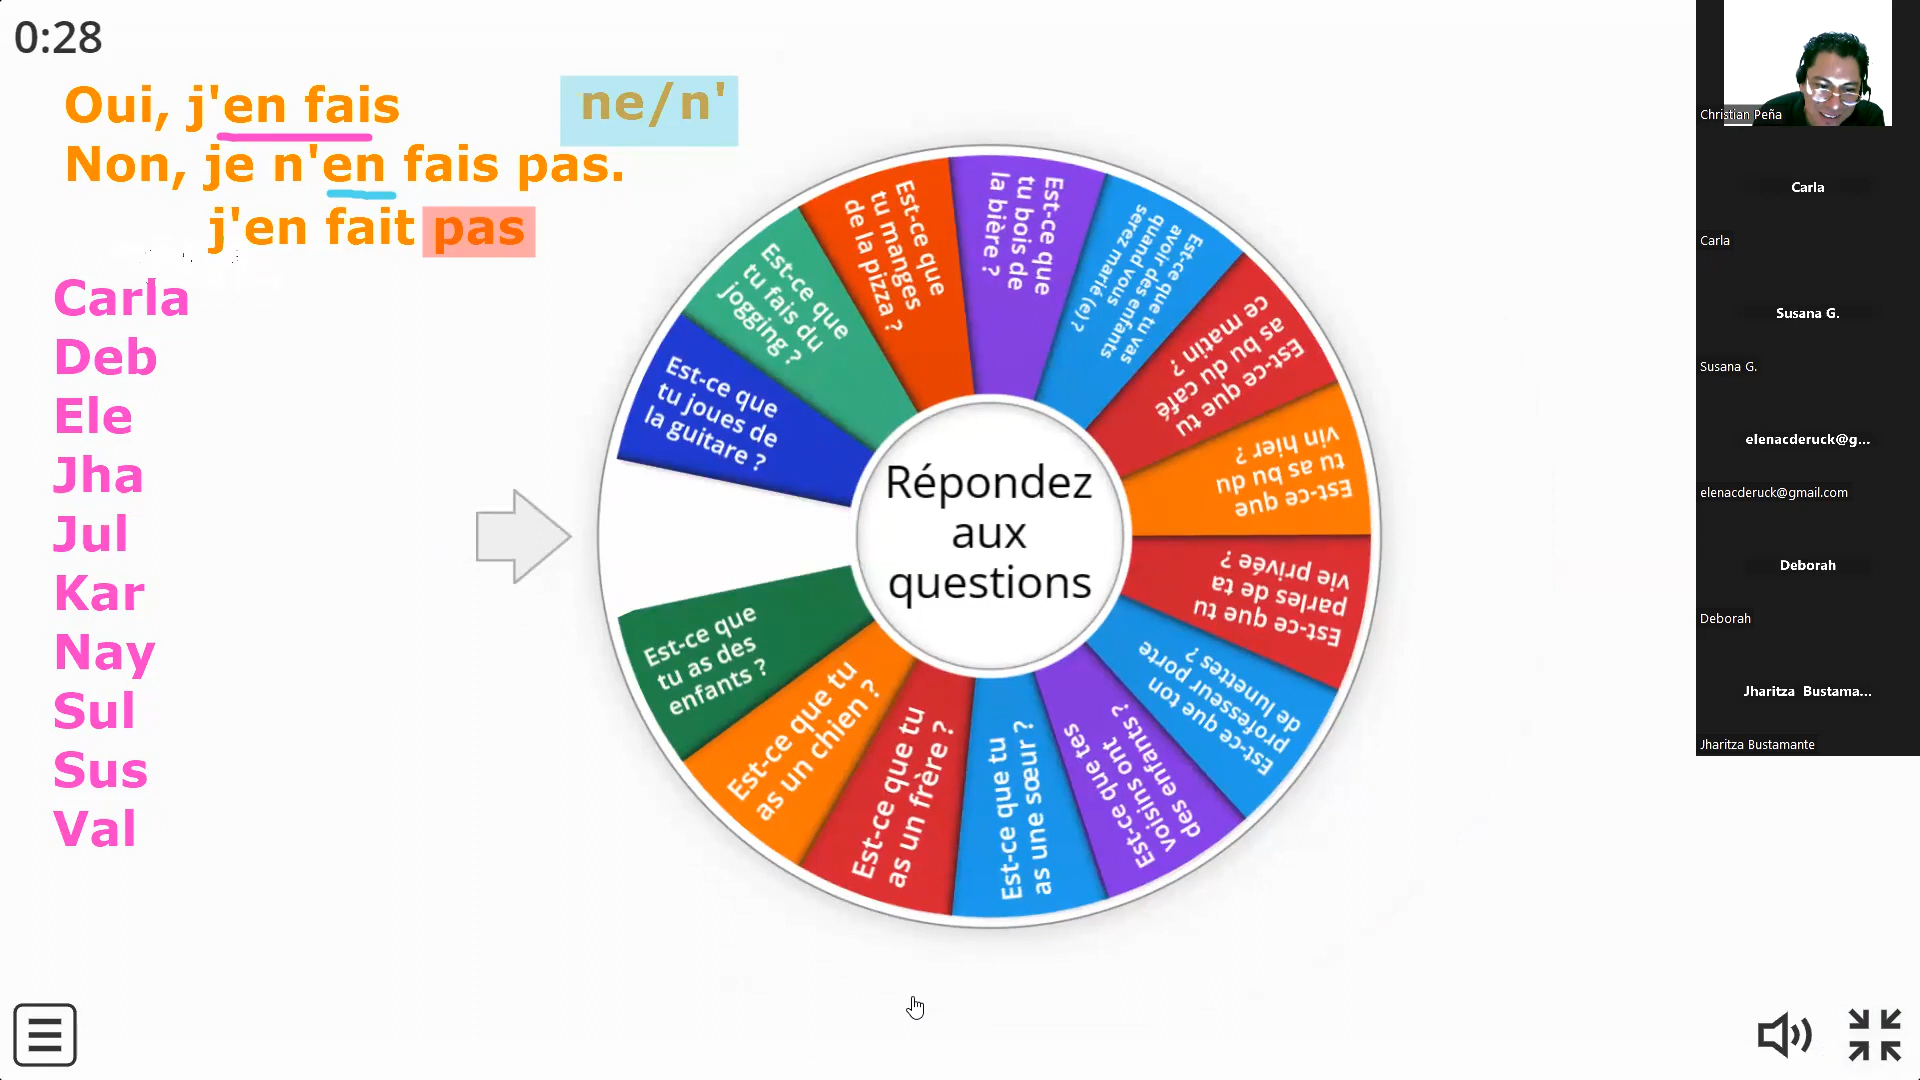 0:28
Oui, j'en fais
ne/n'
Non, je n'en fais pas.
j'en fait pas
Carla
Deb
Ele
Jha
Jul
Kar
Nay
Sul
Sus
Val
Répondez
aux
questions
Est-ce que
tu joues de
la guitare ?
Est-ce que
tu fais du
jogging ?
Est-ce que
tu manges
de la pizza ?
Est-ce que
tu bois de
la bière ?
Est-ce que tu vas
avoir des enfants
quand vous
serez marié (e)?
Est-ce que tu
as bu du café
ce matin ?
Est-ce que
tu as bu du
vin hier ?
Est-ce que tu
parles de ta
vie privée ?
Est-ce que ton
professeur porte
de lunettes ?
Est-ce que tes
voisins ont
des enfants ?
Est-ce que tu
as une sœur ?
Est-ce que tu
as un frère ?
Est-ce que tu
as un chien ?
Est-ce que
tu as des
enfants ?
Christian Peña
Carla
Carla
Susana G.
Susana G.
elenacderuck@g...
elenacderuck@gmail.com
Deborah
Deborah
Jharitza Bustama...
Jharitza Bustamante